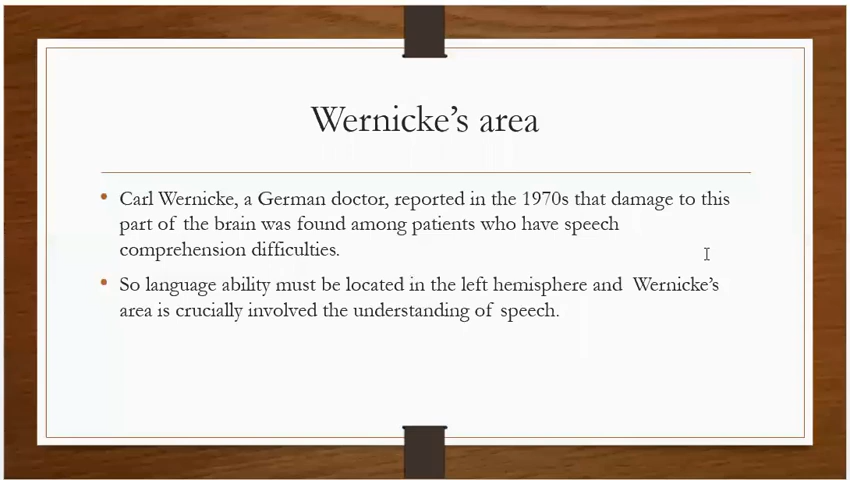 Wernicke's area
Carl Wernicke, a German doctor, reported in the 1970s that damage to this
part of the brain was found among patients who have speech
comprehension difficulties.
So language ability must be located in the left hemisphere and Wernicke's
area is crucially involved the understanding of speech.